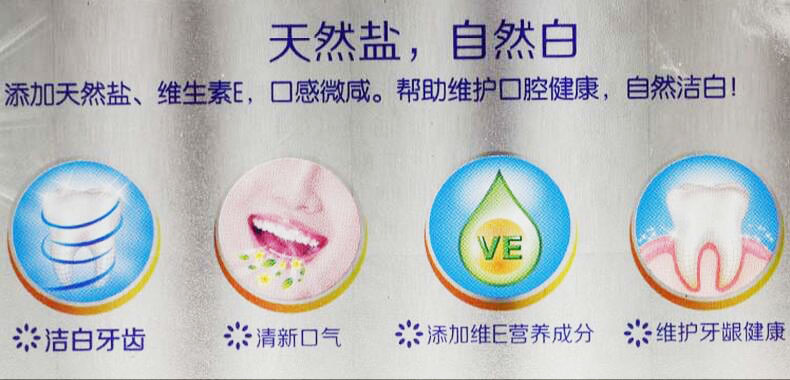 天然盐，自然白
添加天然盐、维生素E，口感微咸。帮助维护口腔健康，自然洁白！
VE
洁白牙齿
清新口气
添加维E营养成分
维护牙龈健康